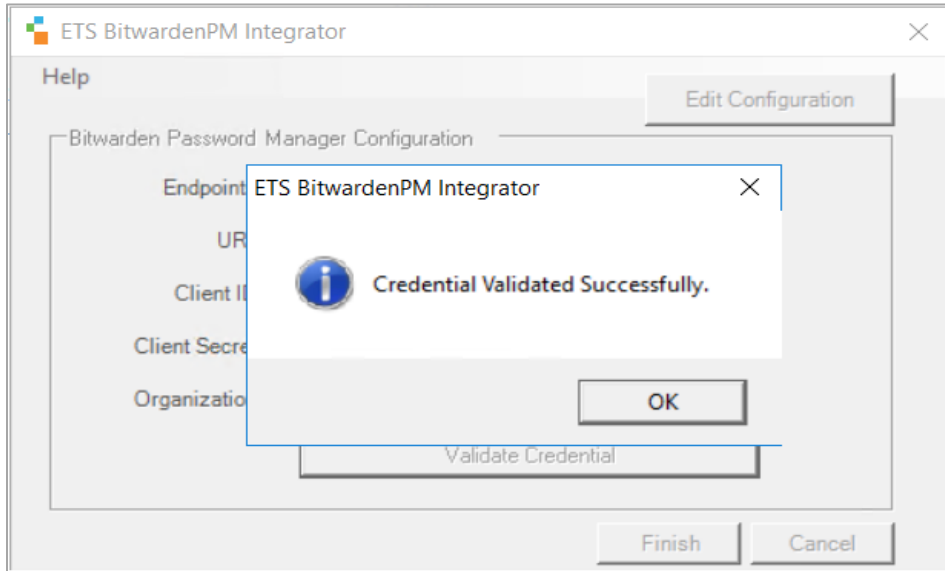 ETS BitwardenPM Integrator
Help
Edit Configuration
Bitwarden Password Manager Configuration
Endpoint
UR
Client I
Client Secre
Organizatio
ETS BitwardenPM Integrator
Credential Validated Successfully.
OK
Validate Credential
Finish
Cancel